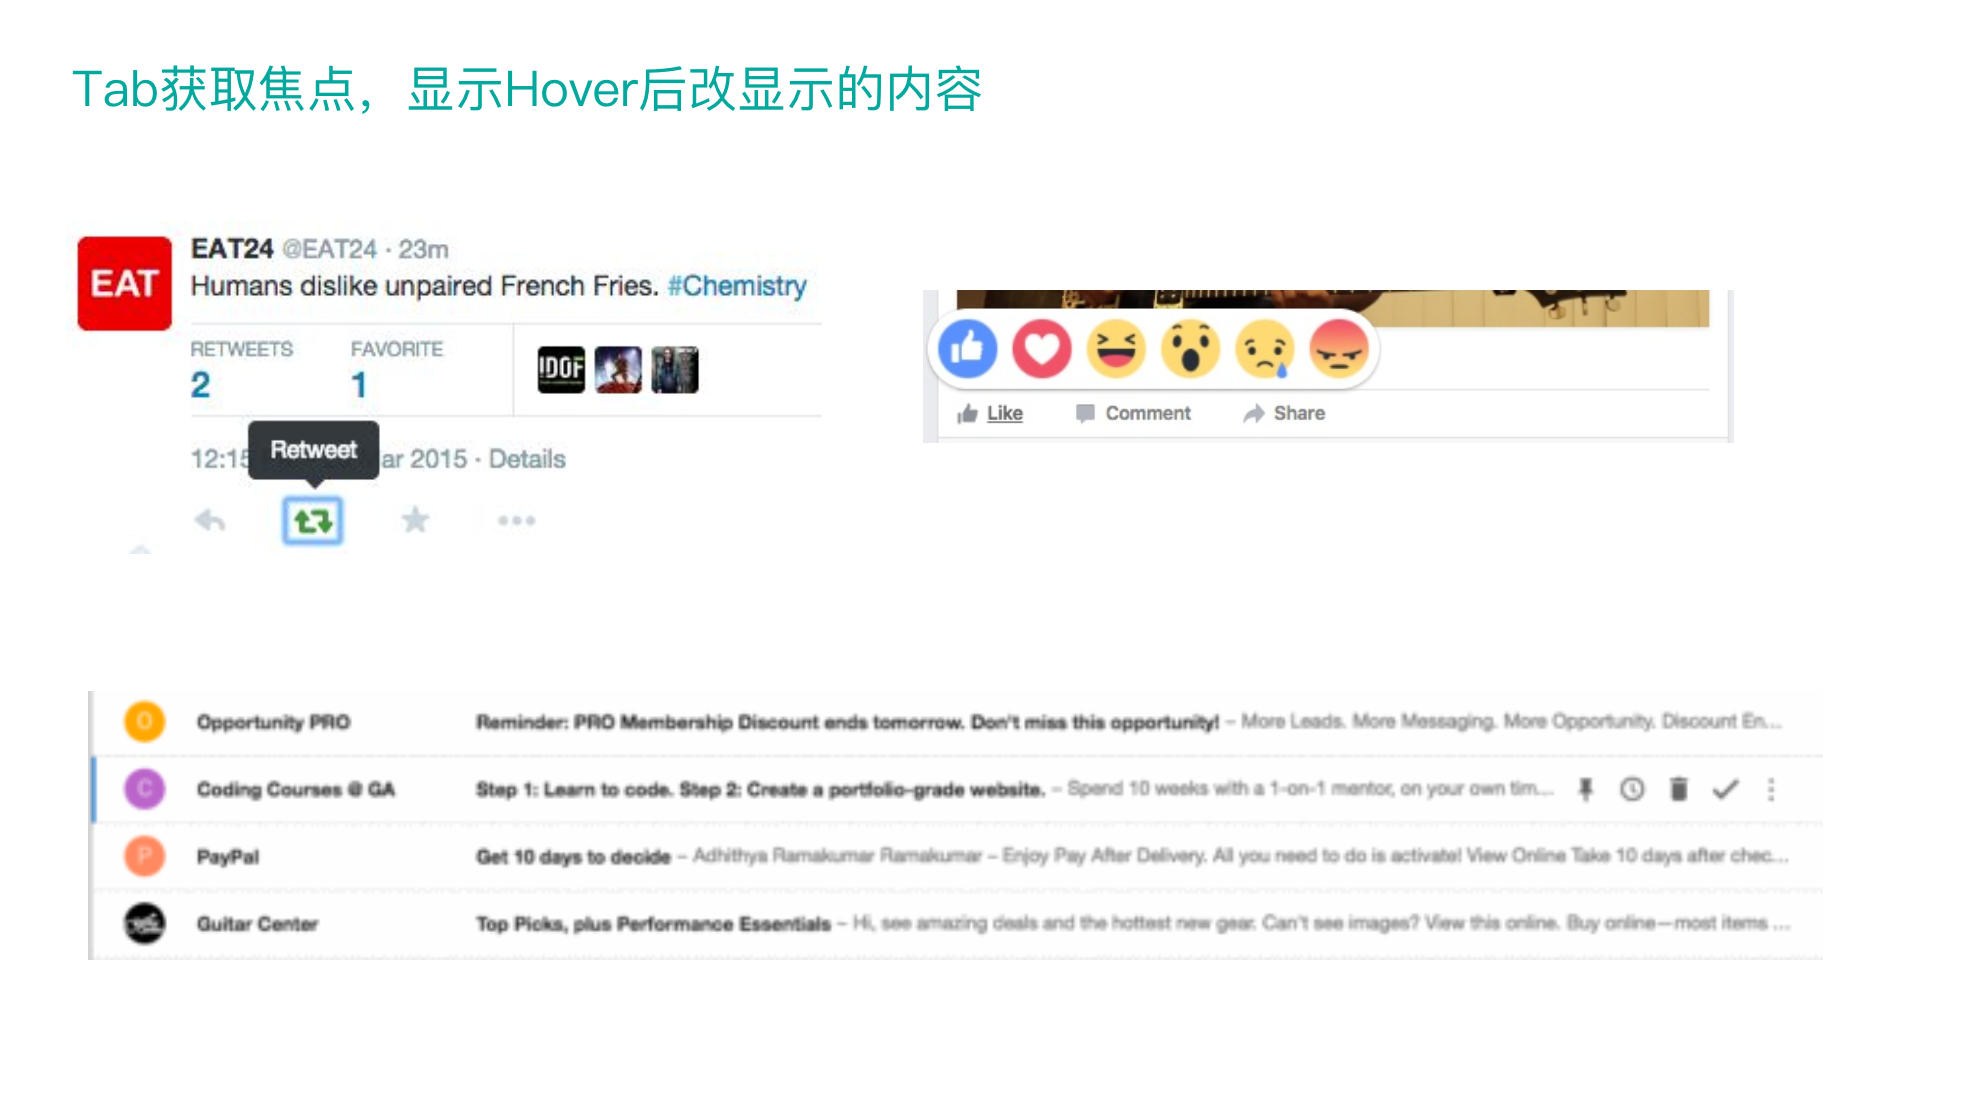 Tab获取焦点，显示Hover后改显示的内容
EAT
EAT24 @EAT24 · 23m
Humans dislike unpaired French Fries. #Chemistry
RETWEETS FAVORITE
2 1
!DOF
Retweet
12:15 ar 2015 · Details
Like Comment Share
O Opportunity PRO Reminder: PRO Membership Discount ends tomorrow. Don't miss this opportunity! – More Leads. More Messaging. More Opportunity. Discount En...
C Coding Courses @ GA Step 1: Learn to code. Step 2: Create a portfolio-grade website. – Spend 10 weeks with a 1-on-1 mentor, on your own tim...
P PayPal Get 10 days to decide – Adhithya Ramakumar Ramakumar – Enjoy Pay After Delivery. All you need to do is activate! View Online Take 10 days after chec...
Guitar Center Top Picks, plus Performance Essentials – Hi, see amazing deals and the hottest new gear. Can't see images? View this online. Buy online—most items ...